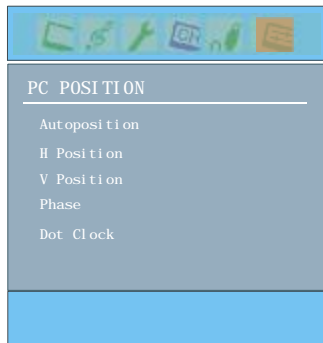 PC POSITION
Autoposition
H Position
V Position
Phase
Dot Clock